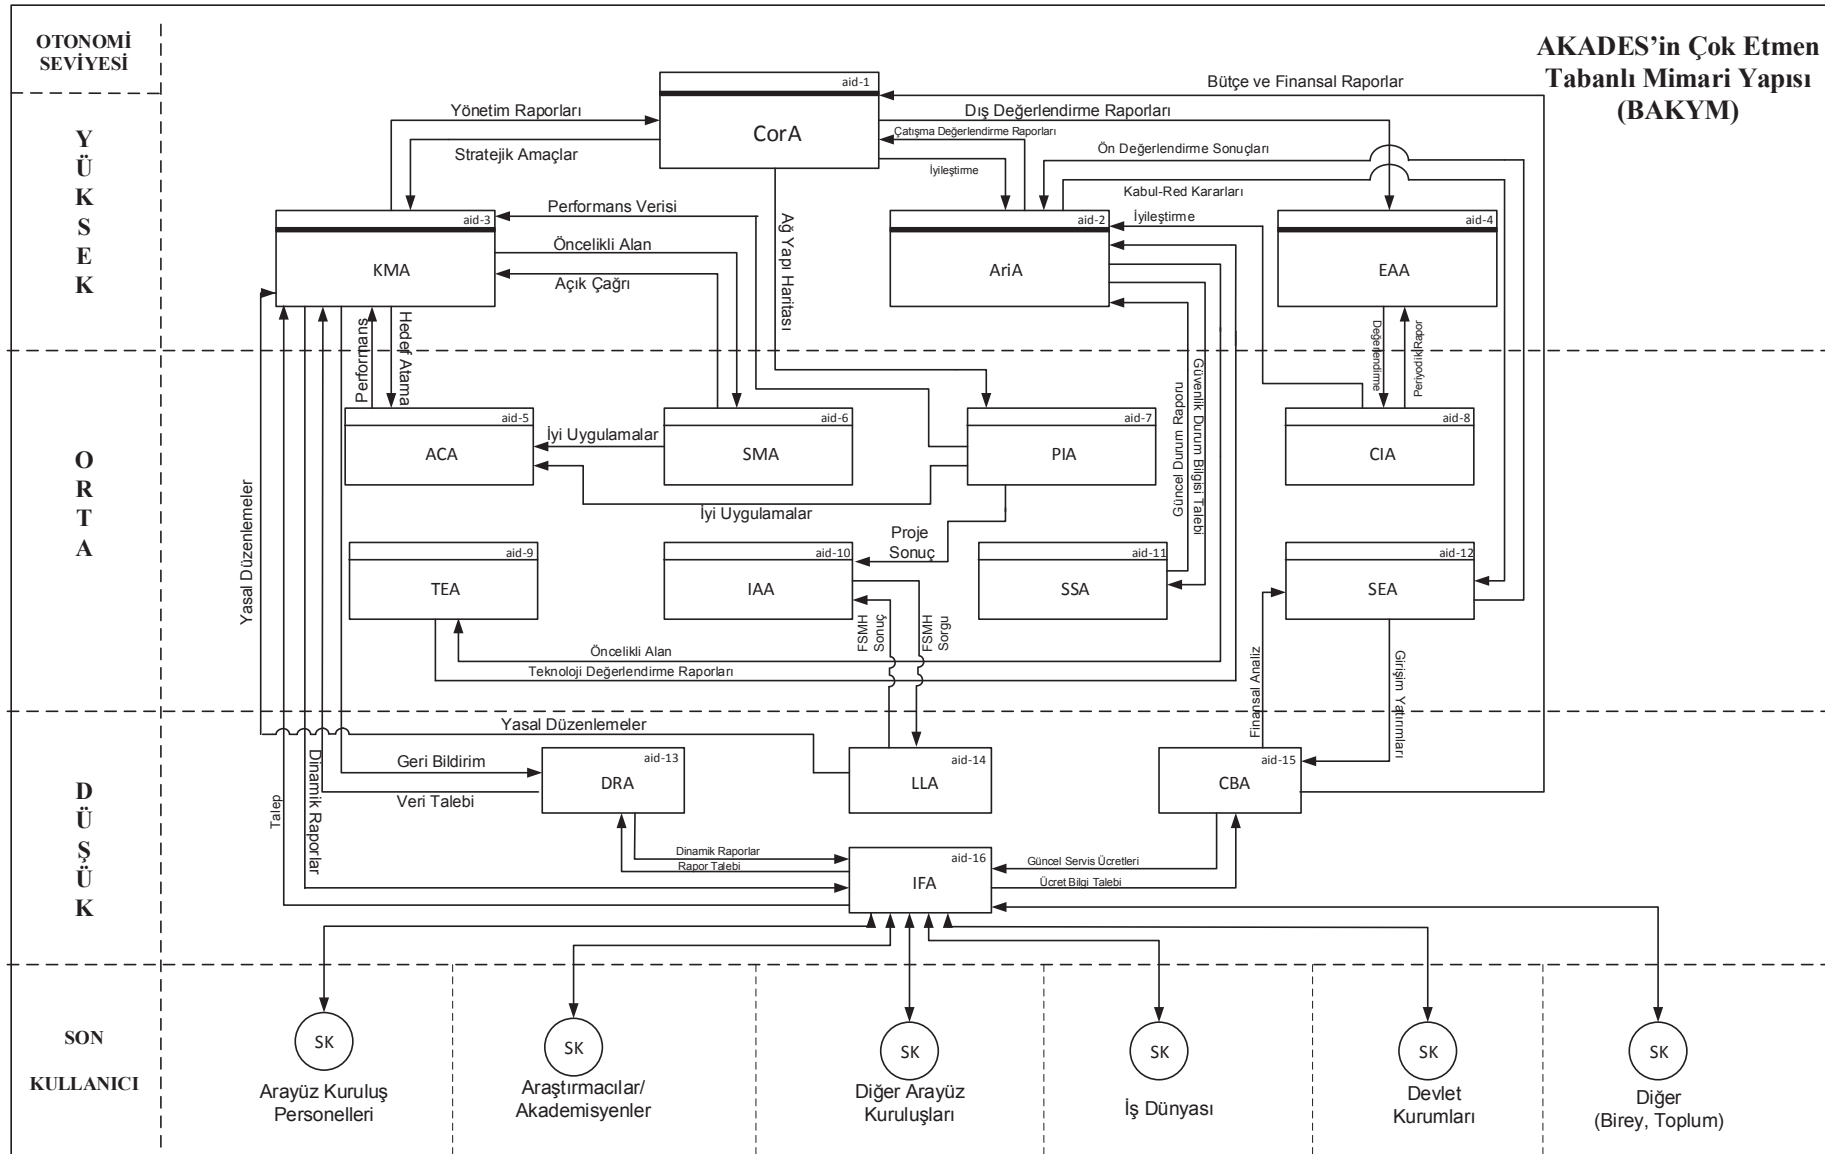 OTONOMİ
SEVİYESİ
AKADES’in Çok Etmen
Tabanlı Mimari Yapısı
(BAKYM)
Y
Ü
K
S
E
K
aid-1
CorA
Bütçe ve Finansal Raporlar
Yönetim Raporları
Dış Değerlendirme Raporları
Çatışma Değerlendirme Raporları
Stratejik Amaçlar
İyileştirme
Ön Değerlendirme Sonuçları
Kabul-Red Kararları
Performans Verisi
İyileştirme
aid-3
KMA
aid-2
AriA
aid-4
EAA
Öncelikli Alan
Açık Çağrı
Ağ Yapı Haritası
Performans
Hedef Atama
Değerlendirme
Periyodik Rapor
Güncel Durum Raporu
Güvenlik Durum Bilgisi Talebi
O
R
T
A
aid-5
ACA
aid-6
SMA
aid-7
PIA
aid-8
CIA
İyi Uygulamalar
İyi Uygulamalar
Proje
Sonuç
Yasal Düzenlemeler
aid-9
TEA
aid-10
IAA
aid-11
SSA
aid-12
SEA
FSMH
Sonuç
FSMH
Sorgu
Öncelikli Alan
Teknoloji Değerlendirme Raporları
Finansal Analiz
Girişim Yatırımları
D
Ü
Ş
Ü
K
Yasal Düzenlemeler
Geri Bildirim
Veri Talebi
Talep
Dinamik Raporlar
aid-13
DRA
aid-14
LLA
aid-15
CBA
Dinamik Raporlar
Rapor Talebi
aid-16
IFA
Güncel Servis Ücretleri
Ücret Bilgi Talebi
SON
KULLANICI
SK
SK
SK
SK
SK
SK
Arayüz Kuruluş
Personelleri
Araştırmacılar/
Akademisyenler
Diğer Arayüz
Kuruluşları
İş Dünyası
Devlet
Kurumları
Diğer
(Birey, Toplum)